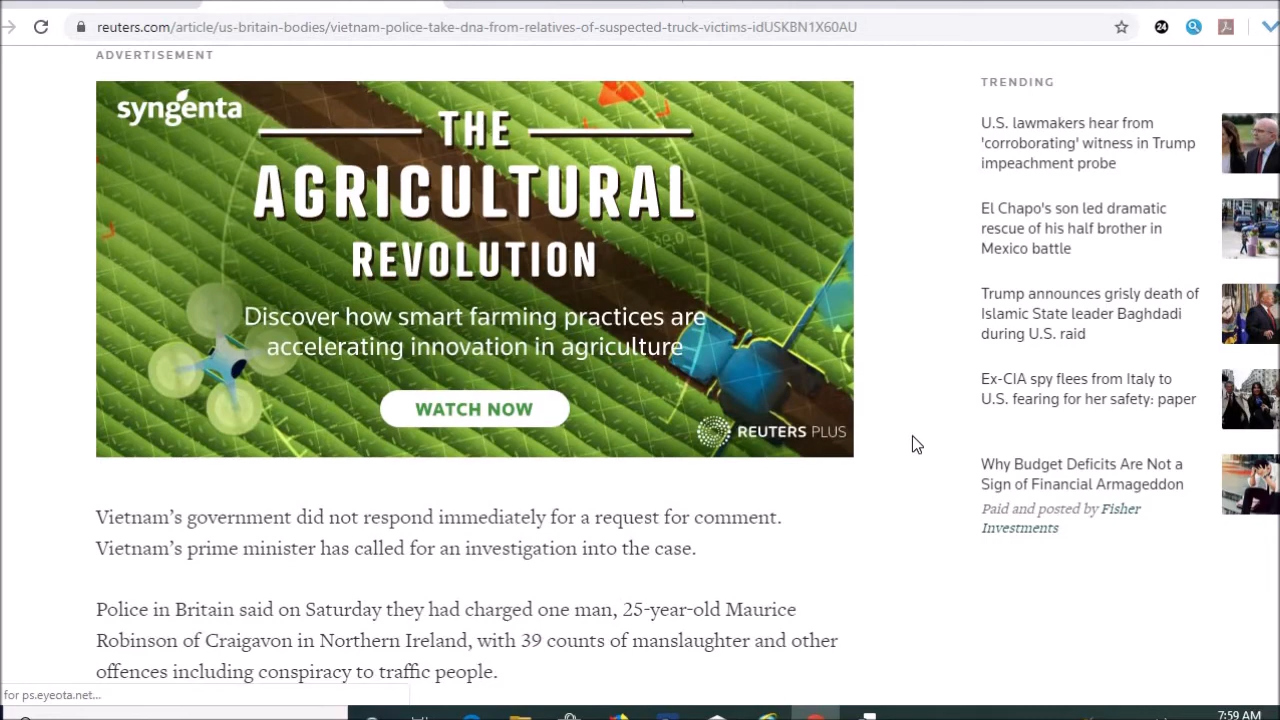 reuters.com/article/us-britain-bodies/vietnam-police-take-dna-from-relatives-of-suspected-truck-victims-idUSKBN1X60AU
24
ADVERTISEMENT
syngenta
THE
AGRICULTURAL
REVOLUTION
Discover how smart farming practices are
accelerating innovation in agriculture
WATCH NOW
REUTERS PLUS
Vietnam’s government did not respond immediately for a request for comment.
Vietnam’s prime minister has called for an investigation into the case.
Police in Britain said on Saturday they had charged one man, 25-year-old Maurice
Robinson of Craigavon in Northern Ireland, with 39 counts of manslaughter and other
offences including conspiracy to traffic people.
TRENDING
U.S. lawmakers hear from
'corroborating' witness in Trump
impeachment probe
El Chapo's son led dramatic
rescue of his half brother in
Mexico battle
Trump announces grisly death of
Islamic State leader Baghdadi
during U.S. raid
Ex-CIA spy flees from Italy to
U.S. fearing for her safety: paper
Why Budget Deficits Are Not a
Sign of Financial Armageddon
Paid and posted by Fisher
Investments
for ps.eyeota.net...
7:59 AM